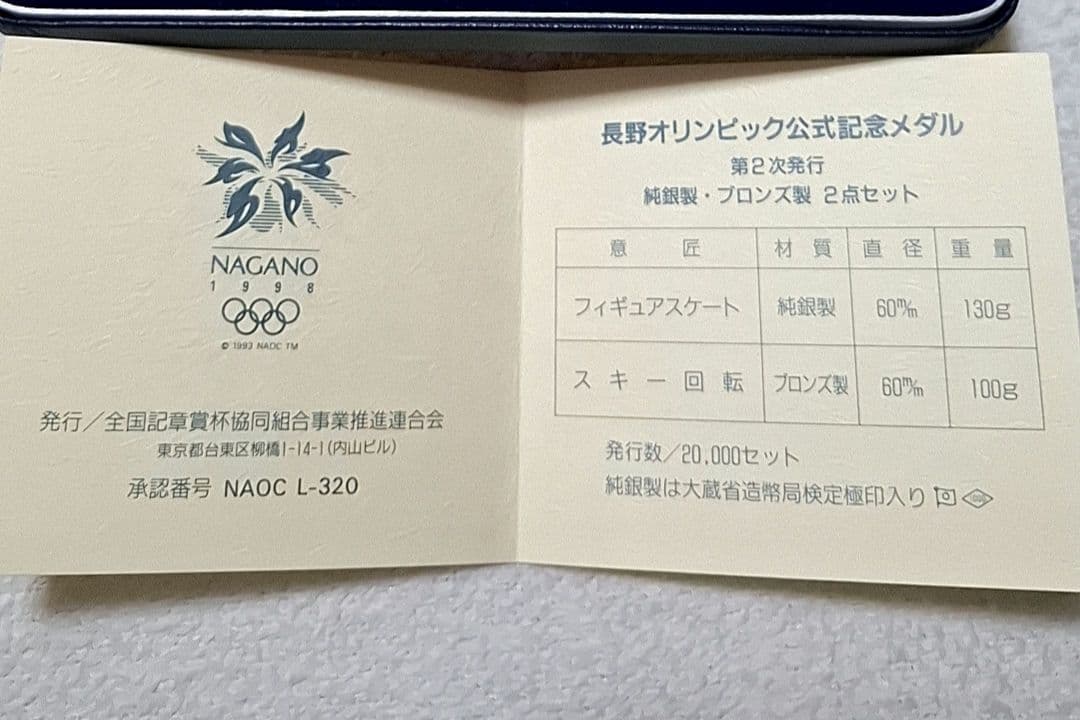 NAGANO
1 9 9 8
© 1993 NAOC TM
発行／全国記章賞杯協同組合事業推進連合会
東京都台東区柳橋1-14-1(内山ビル)
承認番号 NAOC L-320
長野オリンピック公式記念メダル
第2次発行
純銀製・ブロンズ製 2点セット
意匠 材質 直径 重量
フィギュアスケート 純銀製 60m/m 130g
スキー回転 ブロンズ製 60m/m 100g
発行数／20,000セット
純銀製は大蔵省造幣局検定極印入り